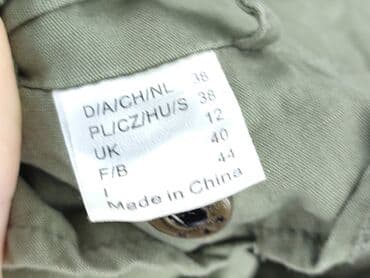 D/A/CH/NL 38
PL/CZ/HU/S 38
UK 12
F/B 40
I 44
Made in China